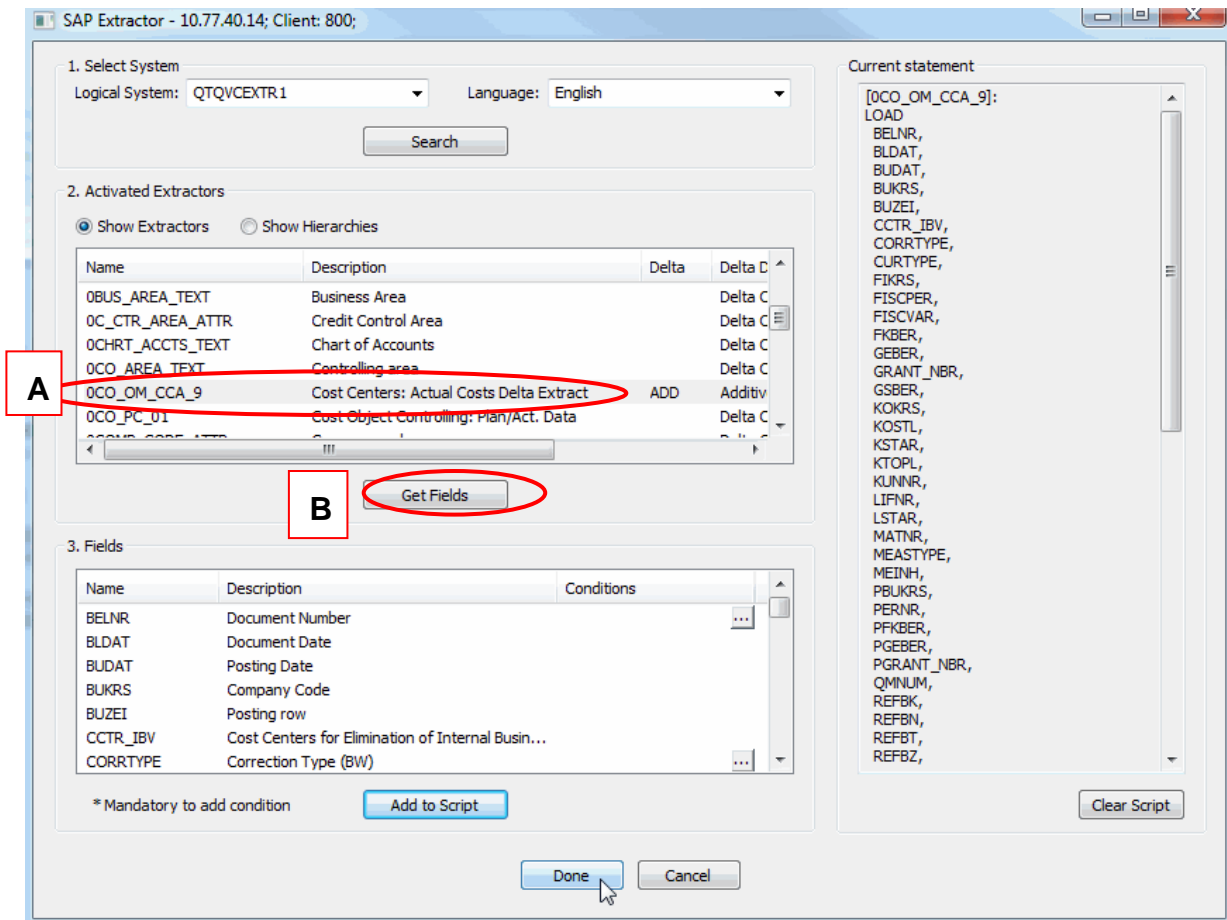 SAP Extractor - 10.77.40.14; Client: 800;
1. Select System
Logical System: QTQVCEXTR1 Language: English
Search
2. Activated Extractors
Show Extractors Show Hierarchies
Name Description Delta Delta D
0BUS_AREA_TEXT Business Area Delta C
0C_CTR_AREA_ATTR Credit Control Area Delta C
0CHRT_ACCTS_TEXT Chart of Accounts Delta C
0CO_AREA_TEXT Controlling area Delta C
A
0CO_OM_CCA_9 Cost Centers: Actual Costs Delta Extract ADD Additiv
0CO_PC_01 Cost Object Controlling: Plan/Act. Data Delta C
B
Get Fields
3. Fields
Name Description Conditions
BELNR Document Number ...
BLDAT Document Date
BUDAT Posting Date
BUKRS Company Code
BUZEI Posting row
CCTR_IBV Cost Centers for Elimination of Internal Busin...
CORRTYPE Correction Type (BW) ...
* Mandatory to add condition Add to Script
Done Cancel
Current statement
[0CO_OM_CCA_9]:
LOAD
BELNR,
BLDAT,
BUDAT,
BUKRS,
BUZEI,
CCTR_IBV,
CORRTYPE,
CURTYPE,
FIKRS,
FISCPER,
FISCVAR,
FKBER,
GEBER,
GRANT_NBR,
GSBER,
KOKRS,
KOSTL,
KSTAR,
KTOPL,
KUNNR,
LIFNR,
LSTAR,
MATNR,
MEASTYPE,
MEINH,
PBUKRS,
PERNR,
PFKBER,
PGEBER,
PGRANT_NBR,
QMNUM,
REFBK,
REFBN,
REFBT,
REFBZ,
Clear Script